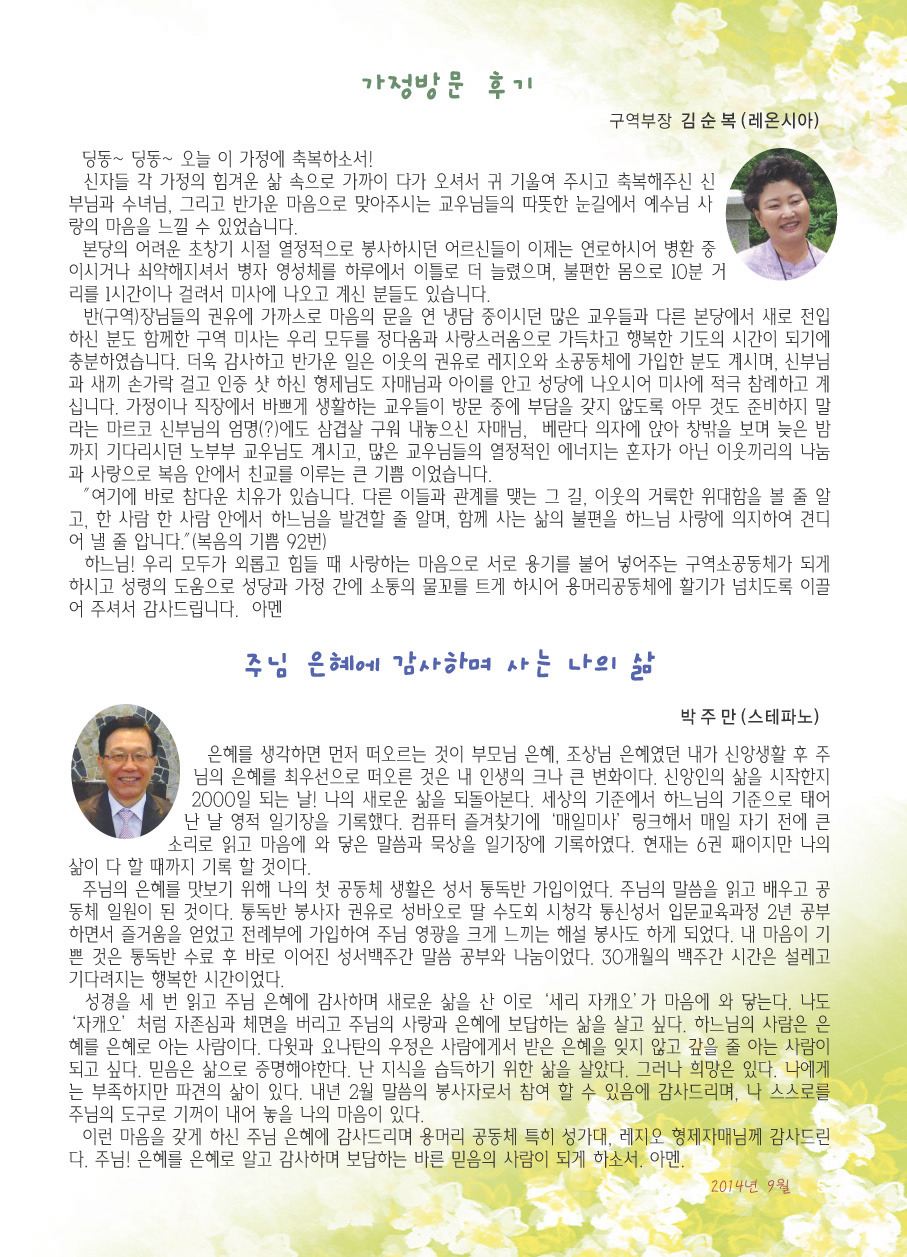 가정방문 후기
구역부장 김 순 복 (레온시아)
딩동~ 딩동~ 오늘 이 가정에 축복하소서!
신자들 각 가정의 힘겨운 삶 속으로 가까이 다가 오셔서 귀 기울여 주시고 축복해주신 신
부님과 수녀님, 그리고 반가운 마음으로 맞아주시는 교우님들의 따뜻한 눈길에서 예수님 사
랑의 마음을 느낄 수 있었습니다.
본당의 어려운 초창기 시절 열정적으로 봉사하시던 어르신들이 이제는 연로하시어 병환 중
이시거나 쇠약해지셔서 병자 영성체를 하루에서 이틀로 더 늘렸으며, 불편한 몸으로 10분 거
리를 1시간이나 걸려서 미사에 나오고 계신 분들도 있습니다.
반(구역)장님들의 권유에 가까스로 마음의 문을 연 냉담 중이시던 많은 교우들과 다른 본당에서 새로 전입
하신 분도 함께한 구역 미사는 우리 모두를 정다움과 사랑스러움으로 가득차고 행복한 기도의 시간이 되기에
충분하였습니다. 더욱 감사하고 반가운 일은 이웃의 권유로 레지오와 소공동체에 가입한 분도 계시며, 신부님
과 새끼 손가락 걸고 인증 샷 하신 형제님도 자매님과 아이를 안고 성당에 나오시어 미사에 적극 참례하고 계
십니다. 가정이나 직장에서 바쁘게 생활하는 교우들이 방문 중에 부담을 갖지 않도록 아무 것도 준비하지 말
라는 마르코 신부님의 엄명(?)에도 삼겹살 구워 내놓으신 자매님, 베란다 의자에 앉아 창밖을 보며 늦은 밤
까지 기다리시던 노부부 교우님도 계시고, 많은 교우님들의 열정적인 에너지는 혼자가 아닌 이웃끼리의 나눔
과 사랑으로 복음 안에서 친교를 이루는 큰 기쁨 이었습니다.
"여기에 바로 참다운 치유가 있습니다. 다른 이들과 관계를 맺는 그 길, 이웃의 거룩한 위대함을 볼 줄 알
고, 한 사람 한 사람 안에서 하느님을 발견할 줄 알며, 함께 사는 삶의 불편을 하느님 사랑에 의지하여 견디
어 낼 줄 압니다."(복음의 기쁨 92번)
하느님! 우리 모두가 외롭고 힘들 때 사랑하는 마음으로 서로 용기를 불어 넣어주는 구역소공동체가 되게
하시고 성령의 도움으로 성당과 가정 간에 소통의 물꼬를 트게 하시어 용머리공동체에 활기가 넘치도록 이끌
어 주셔서 감사드립니다. 아멘
주님 은혜에 감사하며 사는 나의 삶
박 주 만 (스테파노)
은혜를 생각하면 먼저 떠오르는 것이 부모님 은혜, 조상님 은혜였던 내가 신앙생활 후 주
님의 은혜를 최우선으로 떠오른 것은 내 인생의 크나 큰 변화이다. 신앙인의 삶을 시작한지
2000일 되는 날! 나의 새로운 삶을 되돌아본다. 세상의 기준에서 하느님의 기준으로 태어
난 날 영적 일기장을 기록했다. 컴퓨터 즐겨찾기에 ‘매일미사’ 링크해서 매일 자기 전에 큰
소리로 읽고 마음에 와 닿은 말씀과 묵상을 일기장에 기록하였다. 현재는 6권 째이지만 나의
삶이 다 할 때까지 기록 할 것이다.
주님의 은혜를 맛보기 위해 나의 첫 공동체 생활은 성서 통독반 가입이었다. 주님의 말씀을 읽고 배우고 공
동체 일원이 된 것이다. 통독반 봉사자 권유로 성바오로 딸 수도회 시청각 통신성서 입문교육과정 2년 공부
하면서 즐거움을 얻었고 전례부에 가입하여 주님 영광을 크게 느끼는 해설 봉사도 하게 되었다. 내 마음이 기
쁜 것은 통독반 수료 후 바로 이어진 성서백주간 말씀 공부와 나눔이었다. 30개월의 백주간 시간은 설레고
기다려지는 행복한 시간이었다.
성경을 세 번 읽고 주님 은혜에 감사하며 새로운 삶을 산 이로 ‘세리 자캐오’가 마음에 와 닿는다. 나도
‘자캐오’ 처럼 자존심과 체면을 버리고 주님의 사랑과 은혜에 보답하는 삶을 살고 싶다. 하느님의 사람은 은
혜를 은혜로 아는 사람이다. 다윗과 요나탄의 우정은 사람에게서 받은 은혜을 잊지 않고 갚을 줄 아는 사람이
되고 싶다. 믿음은 삶으로 증명해야한다. 난 지식을 습득하기 위한 삶을 살았다. 그러나 희망은 있다. 나에게
는 부족하지만 파견의 삶이 있다. 내년 2월 말씀의 봉사자로서 참여 할 수 있음에 감사드리며, 나 스스로를
주님의 도구로 기꺼이 내어 놓을 나의 마음이 있다.
이런 마음을 갖게 하신 주님 은혜에 감사드리며 용머리 공동체 특히 성가대, 레지오 형제자매님께 감사드린
다. 주님! 은혜를 은혜로 알고 감사하며 보답하는 바른 믿음의 사람이 되게 하소서. 아멘.
2014년 9월